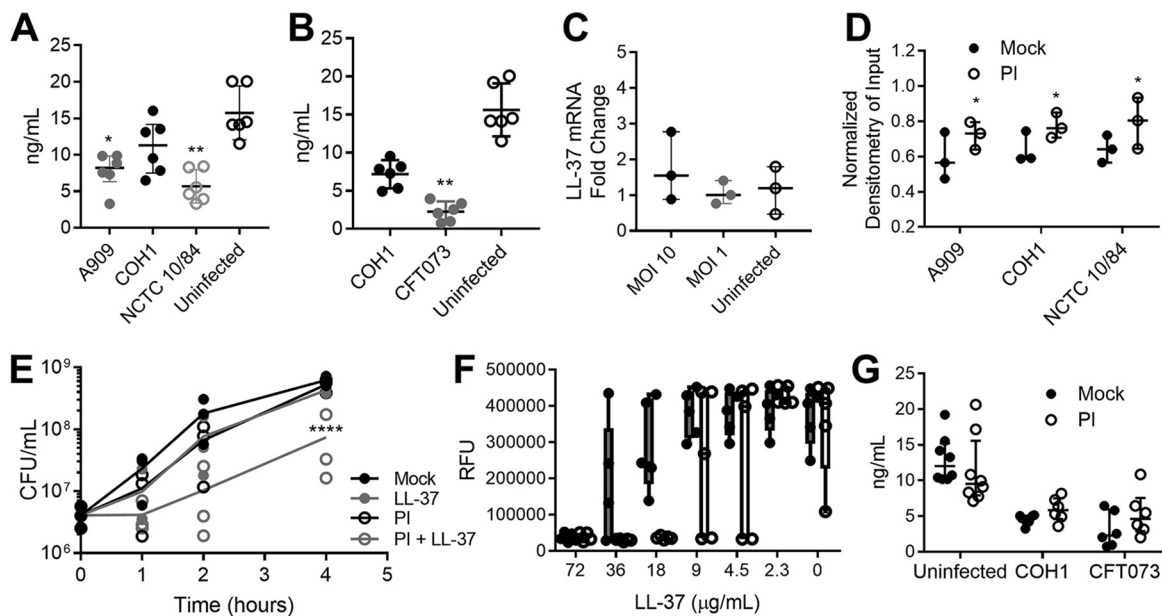 A
25
20
15
10
5
0
ng/mL
*
**
A909
COH1
NCTC 10/84
Uninfected
B
25
20
15
10
5
0
ng/mL
**
COH1
CFT073
Uninfected
C
5
4
3
2
1
0
LL-37 mRNA
Fold Change
MOI 10
MOI 1
Uninfected
D
Mock
PI
1.2
1.0
0.8
0.6
0.4
0.2
Normalized
Densitometry of Input
*
*
*
A909
COH1
NCTC 10/84
E
10⁹
10⁸
10⁷
10⁶
CFU/mL
****
Mock
LL-37
PI
PI + LL-37
0 1 2 3 4
Time (hours)
F
500000
400000
300000
200000
100000
0
RFU
72 36 18 9 4.5 2.3 0
LL-37 (μg/mL)
G
Mock
PI
25
20
15
10
5
0
ng/mL
Uninfected COH1 CFT073